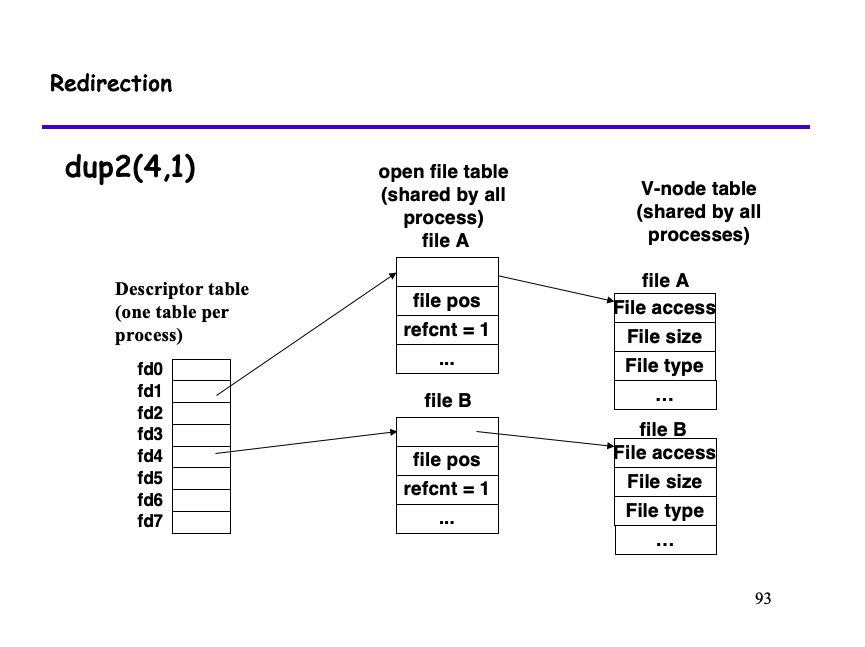 Redirection
dup2(4,1)
open file table
(shared by all
process)
file A
V-node table
(shared by all
processes)
Descriptor table
(one table per
process)
fd0
fd1
fd2
fd3
fd4
fd5
fd6
fd7
file pos
refcnt = 1
...
file B
file pos
refcnt = 1
...
file A
File access
File size
File type
...
file B
File access
File size
File type
...
93